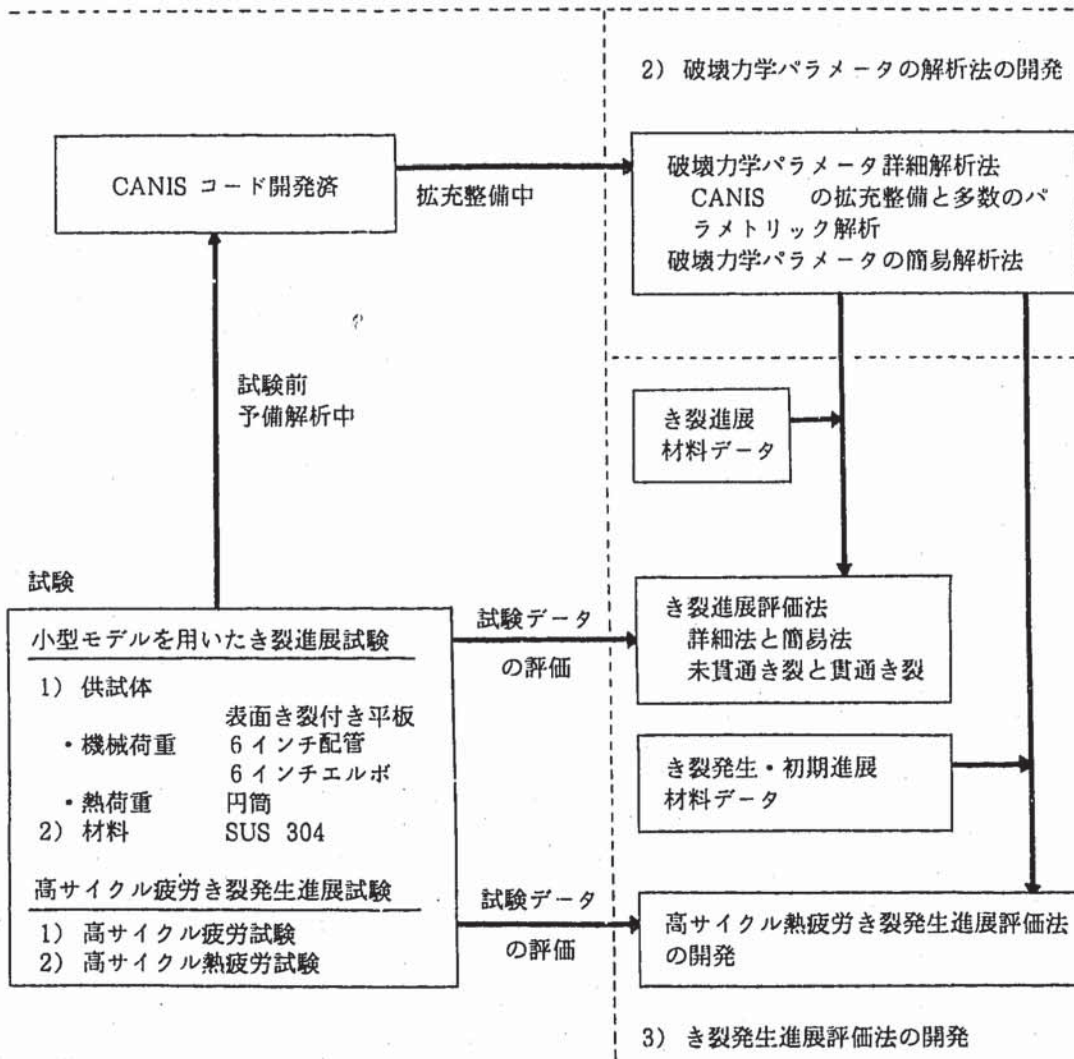 2) 破壊力学パラメータの解析法の開発
CANIS コード開発済
拡充整備中
破壊力学パラメータ詳細解析法
CANIS の拡充整備と多数のパ
ラメトリック解析
破壊力学パラメータの簡易解析法
試験前
予備解析中
き裂進展
材料データ
試験
小型モデルを用いたき裂進展試験
1) 供試体
表面き裂付き平板
・機械荷重 6インチ配管
6インチエルボ
・熱荷重 円筒
2) 材料 SUS 304
高サイクル疲労き裂発生進展試験
1) 高サイクル疲労試験
2) 高サイクル熱疲労試験
試験データ
の評価
き裂進展評価法
詳細法と簡易法
未貫通き裂と貫通き裂
き裂発生・初期進展
材料データ
試験データ
の評価
高サイクル熱疲労き裂発生進展評価法
の開発
3) き裂発生進展評価法の開発